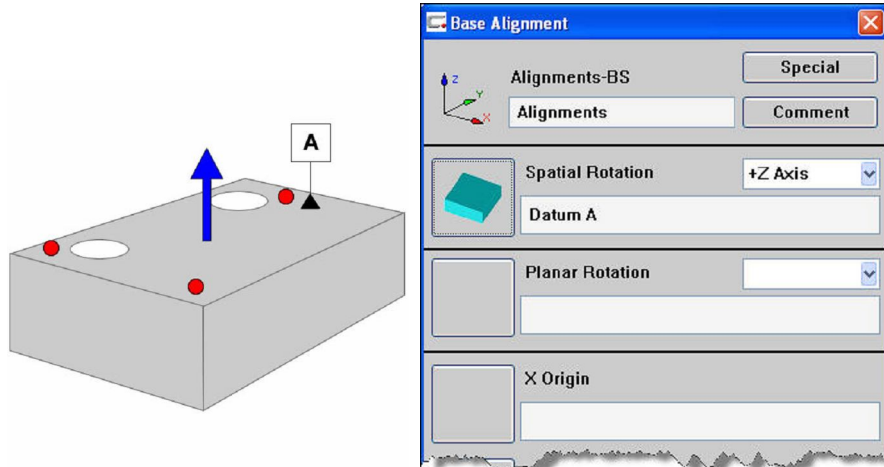 A
Base Alignment
Z
Y
X
Alignments-BS
Special
Alignments
Comment
Spatial Rotation
+Z Axis
Datum A
Planar Rotation
X Origin